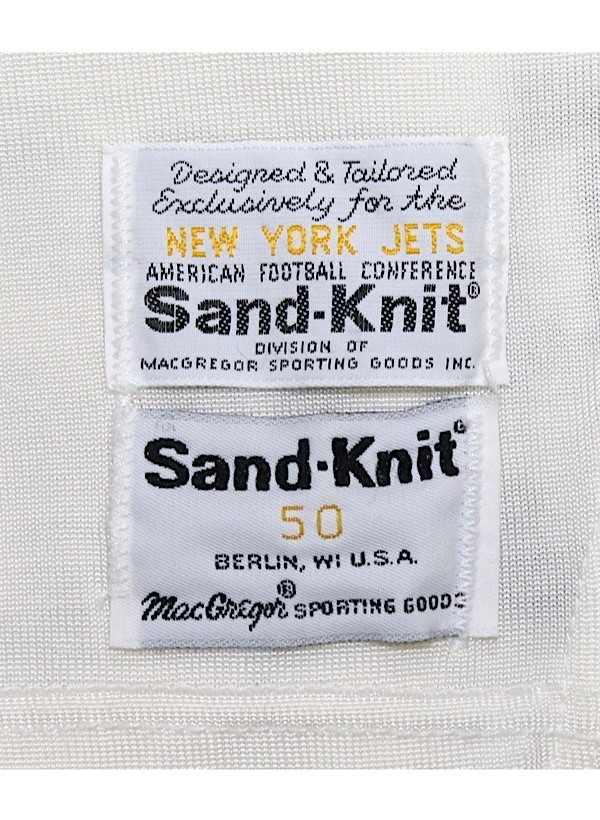 Designed & Tailored
Exclusively for the
NEW YORK JETS
AMERICAN FOOTBALL CONFERENCE
Sand-Knit®
DIVISION OF
MACGREGOR SPORTING GOODS INC.
Sand-Knit®
50
BERLIN, WI U.S.A.
MacGregor® SPORTING GOODS